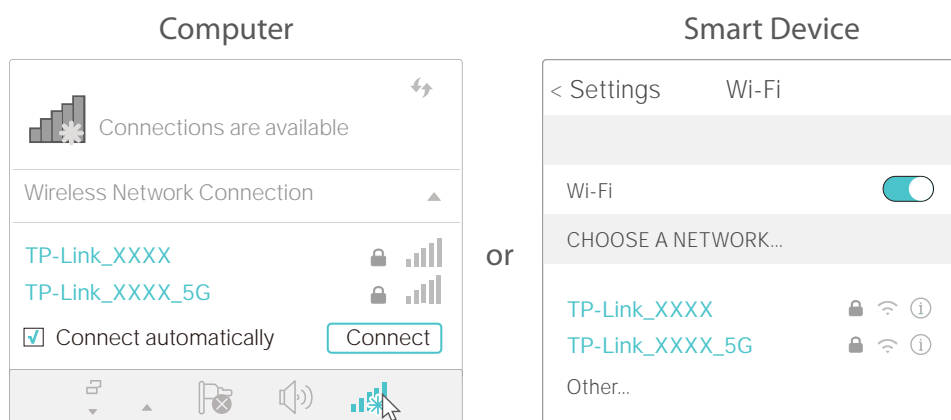 Computer
Connections are available
Wireless Network Connection
TP-Link_XXXX
TP-Link_XXXX_5G
Connect automatically
Connect
or
Smart Device
< Settings Wi-Fi
Wi-Fi
CHOOSE A NETWORK...
TP-Link_XXXX
TP-Link_XXXX_5G
Other...